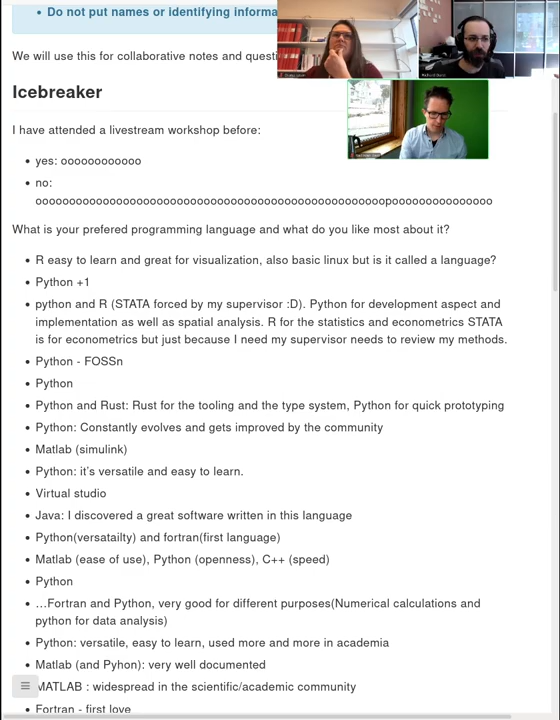 Do not put names or identifying informa
We will use this for collaborative notes and questi
Icebreaker
I have attended a livestream workshop before:
yes: oooooooooooo
no:
ooooooooooooooooooooooooooooooooooooooooooooooooooopooooooooooooooo
What is your prefered programming language and what do you like most about it?
R easy to learn and great for visualization, also basic linux but is it called a language?
Python +1
python and R (STATA forced by my supervisor :D). Python for development aspect and
implementation as well as spatial analysis. R for the statistics and econometrics STATA
is for econometrics but just because I need my supervisor needs to review my methods.
Python - FOSSn
Python
Python and Rust: Rust for the tooling and the type system, Python for quick prototyping
Python: Constantly evolves and gets improved by the community
Matlab (simulink)
Python: it’s versatile and easy to learn.
Virtual studio
Java: I discovered a great software written in this language
Python(versatailty) and fortran(first language)
Matlab (ease of use), Python (openness), C++ (speed)
Python
…Fortran and Python, very good for different purposes(Numerical calculations and
python for data analysis)
Python: versatile, easy to learn, used more and more in academia
Matlab (and Pyhon): very well documented
MATLAB : widespread in the scientific/academic community
Fortran - first love